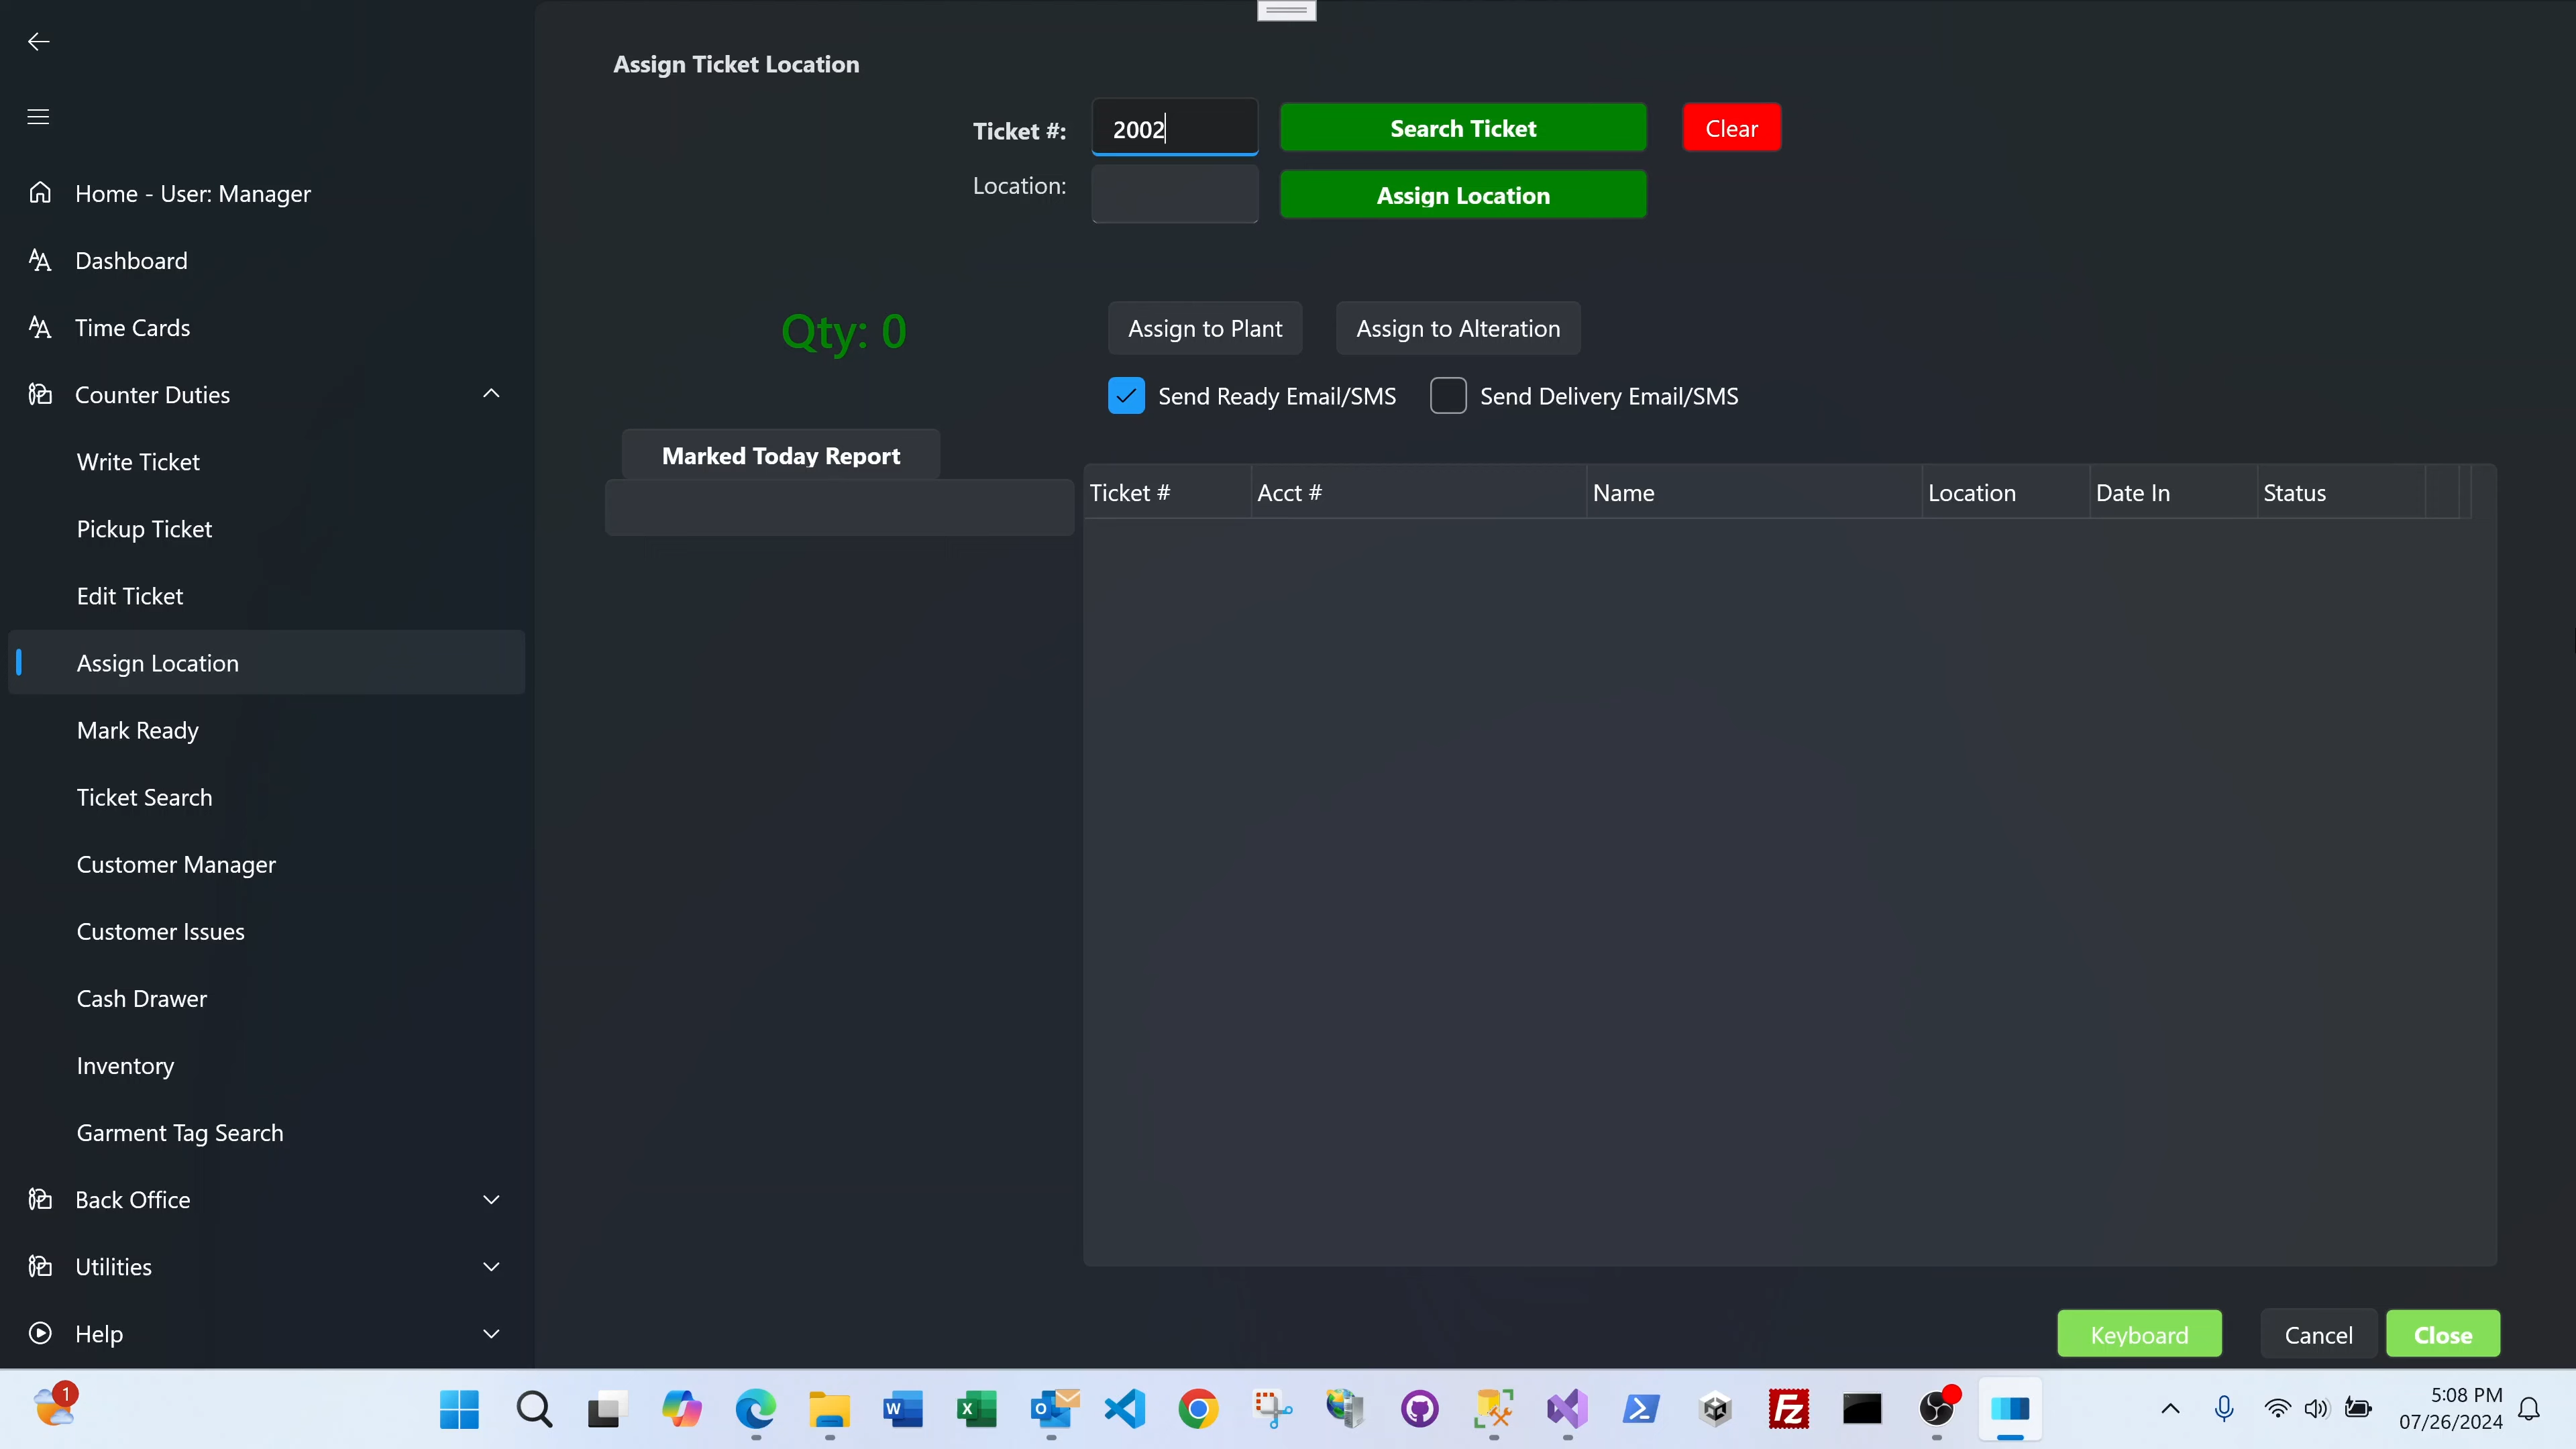 Assign Ticket Location
Ticket #: 2002 Search Ticket Clear
Location: Assign Location
Home - User: Manager
Dashboard
Time Cards
Counter Duties
Write Ticket
Pickup Ticket
Edit Ticket
Assign Location
Mark Ready
Ticket Search
Customer Manager
Customer Issues
Cash Drawer
Inventory
Garment Tag Search
Back Office
Utilities
Help
Qty: 0
Assign to Plant Assign to Alteration
Send Ready Email/SMS Send Delivery Email/SMS
Marked Today Report
Ticket # Acct # Name Location Date In Status
Keyboard Cancel Close
1
5:08 PM
07/26/2024